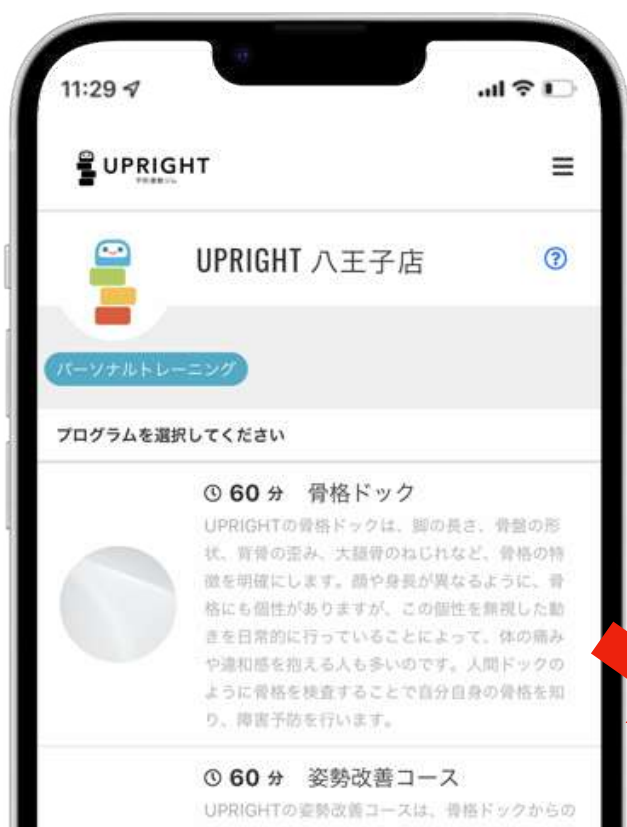 11:29
UPRIGHT
予防運動ジム
UPRIGHT 八王子店
?
パーソナルトレーニング
プログラムを選択してください
60 分 骨格ドック
UPRIGHTの骨格ドックは、脚の長さ、骨盤の形
状、背骨の歪み、大腿骨のねじれなど、骨格の特
徴を明確にします。顔や身長が異なるように、骨
格にも個性がありますが、この個性を無視した動
きを日常的に行っていることによって、体の痛み
や違和感を抱える人も多いのです。人間ドックの
ように骨格を検査することで自分自身の骨格を知
り、障害予防を行います。
60 分 姿勢改善コース
UPRIGHTの姿勢改善コースは、骨格ドックからの